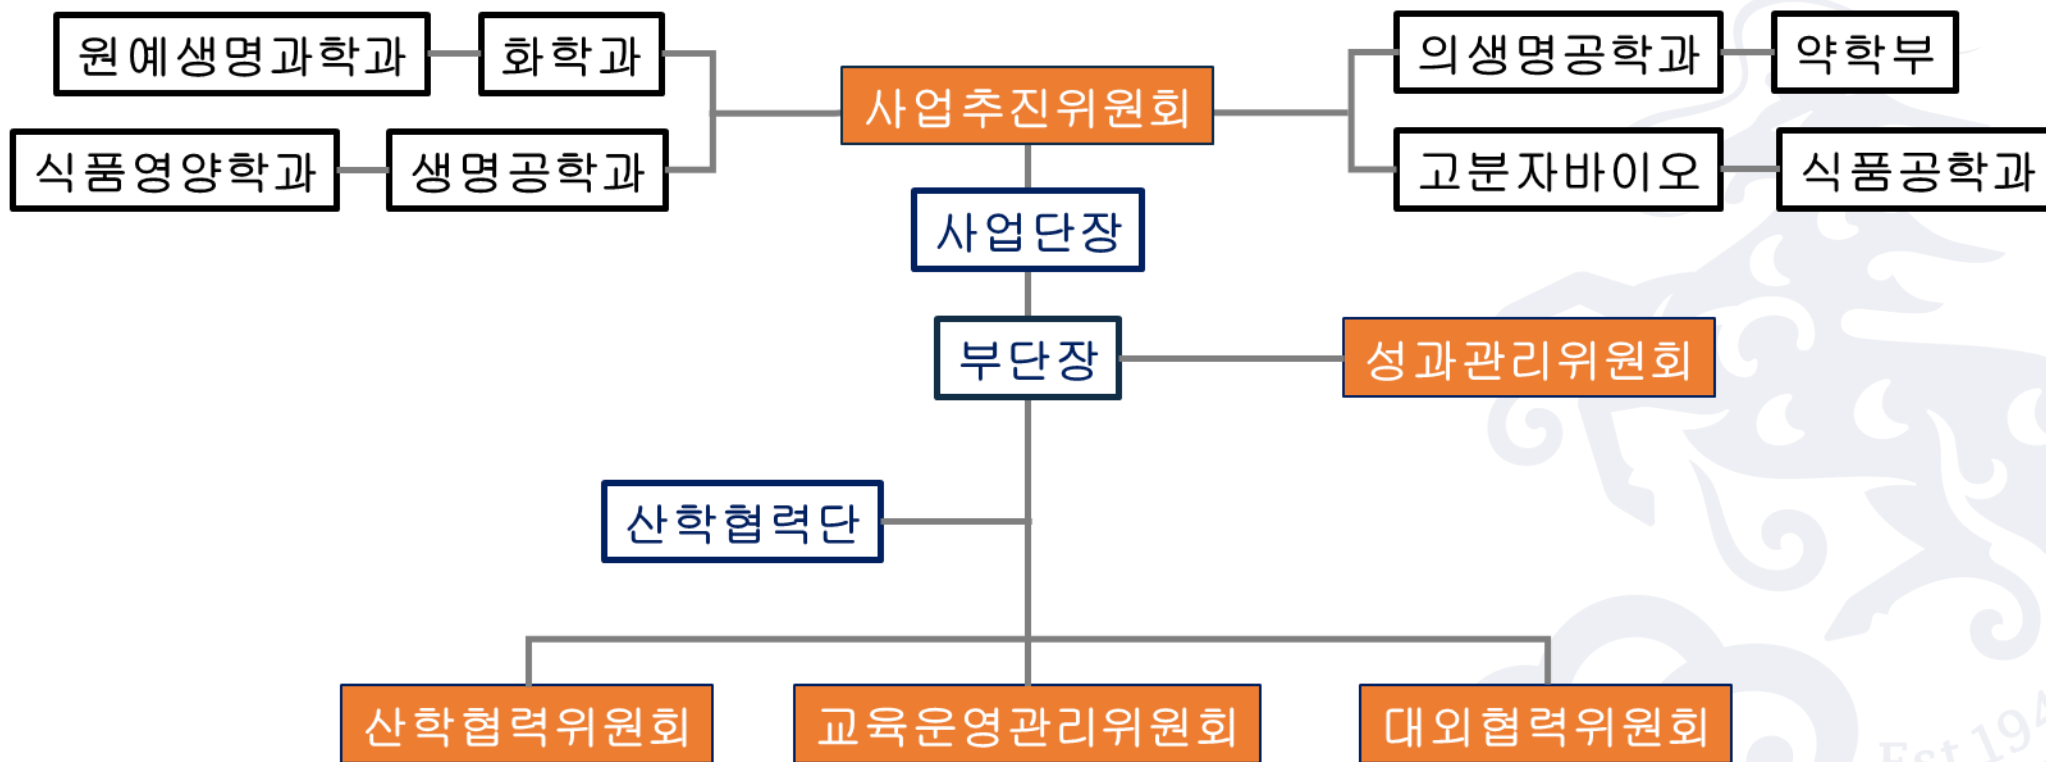 원예생명과학과 화학과 사업추진위원회 의생명공학과 약학부
식품영양학과 생명공학과 고분자바이오 식품공학과
사업단장
부단장 성과관리위원회
산학협력단
산학협력위원회 교육운영관리위원회 대외협력위원회
Est 194